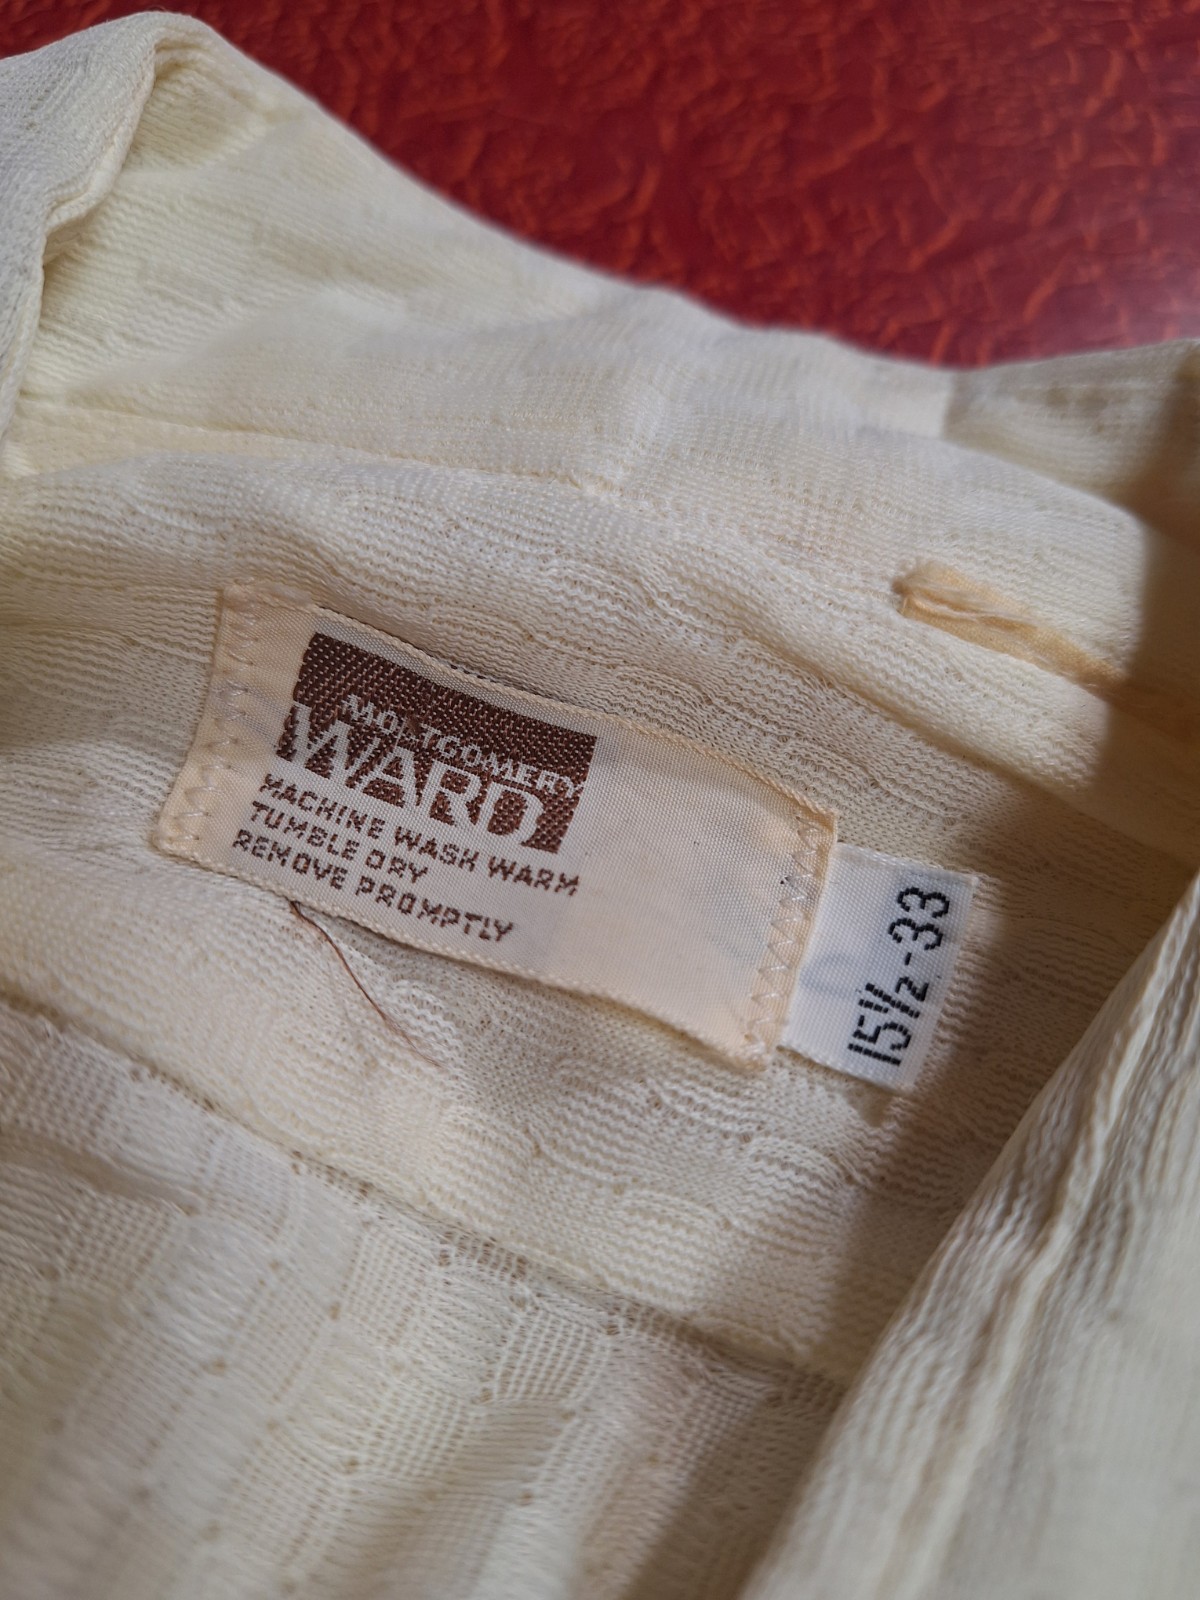 MONTGOMERY
WARD
MACHINE WASH WARM
TUMBLE DRY
REMOVE PROMPTLY
15½-33